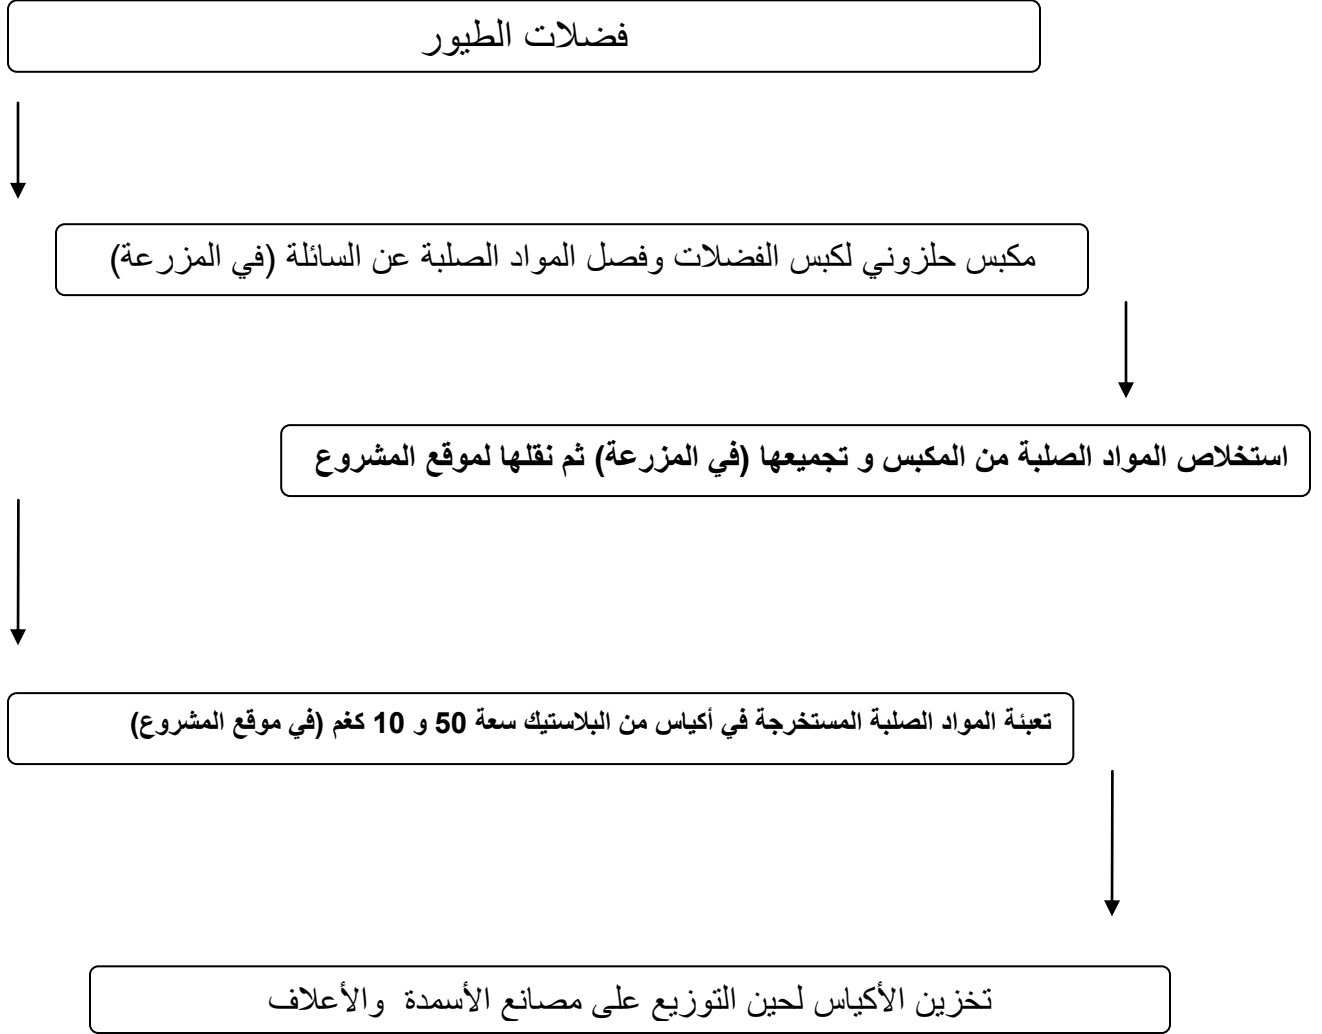 فضلات الطيور
مكبس حلزوني لكبس الفضلات وفصل المواد الصلبة عن السائلة (في المزرعة)
استخلاص المواد الصلبة من المكبس و تجميعها (في المزرعة) ثم نقلها لموقع المشروع
تعبئة المواد الصلبة المستخرجة في أكياس من البلاستيك سعة 50 و 10 كغم (في موقع المشروع)
تخزين الأكياس لحين التوزيع على مصانع الأسمدة والأعلاف